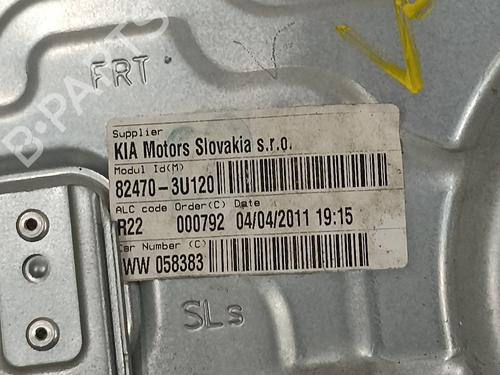 FRT
B-PARTS
Supplier
KIA Motors Slovakia s.r.o.
Modul Id(M)
82470-3U120
ALC code Order(C) Date
R22 000792 04/04/2011 19:15
Car Number (C)
WW 058383
SLs